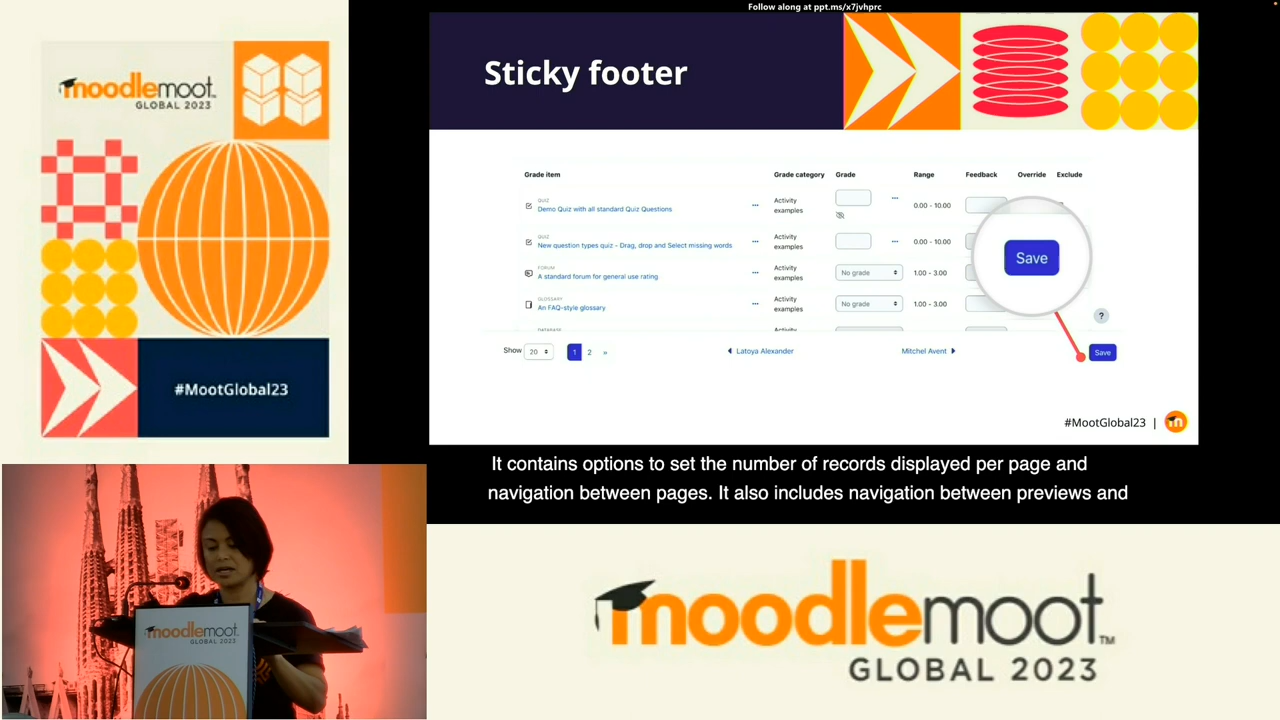 Follow along at ppt.ms/x7jvhprc
moodlemoot
GLOBAL 2023
#MootGlobal23
Sticky footer
Grade item
Grade category
Grade
Range
Feedback
Override
Exclude
QUIZ
Demo Quiz with all standard Quiz Questions
Activity examples
0.00 - 10.00
QUIZ
New question types quiz - Drag, drop and Select missing words
Activity examples
0.00 - 10.00
FORUM
A standard forum for general use rating
Activity examples
No grade
1.00 - 3.00
GLOSSARY
An FAQ-style glossary
Activity examples
No grade
1.00 - 3.00
DATABASE
Activity
Save
?
Show 20
1 2 »
Latoya Alexander
Mitchel Avent
Save
#MootGlobal23 |
It contains options to set the number of records displayed per page and
navigation between pages. It also includes navigation between previews and
moodlemoot
GLOBAL 2023
moodlemoot™
GLOBAL 2023